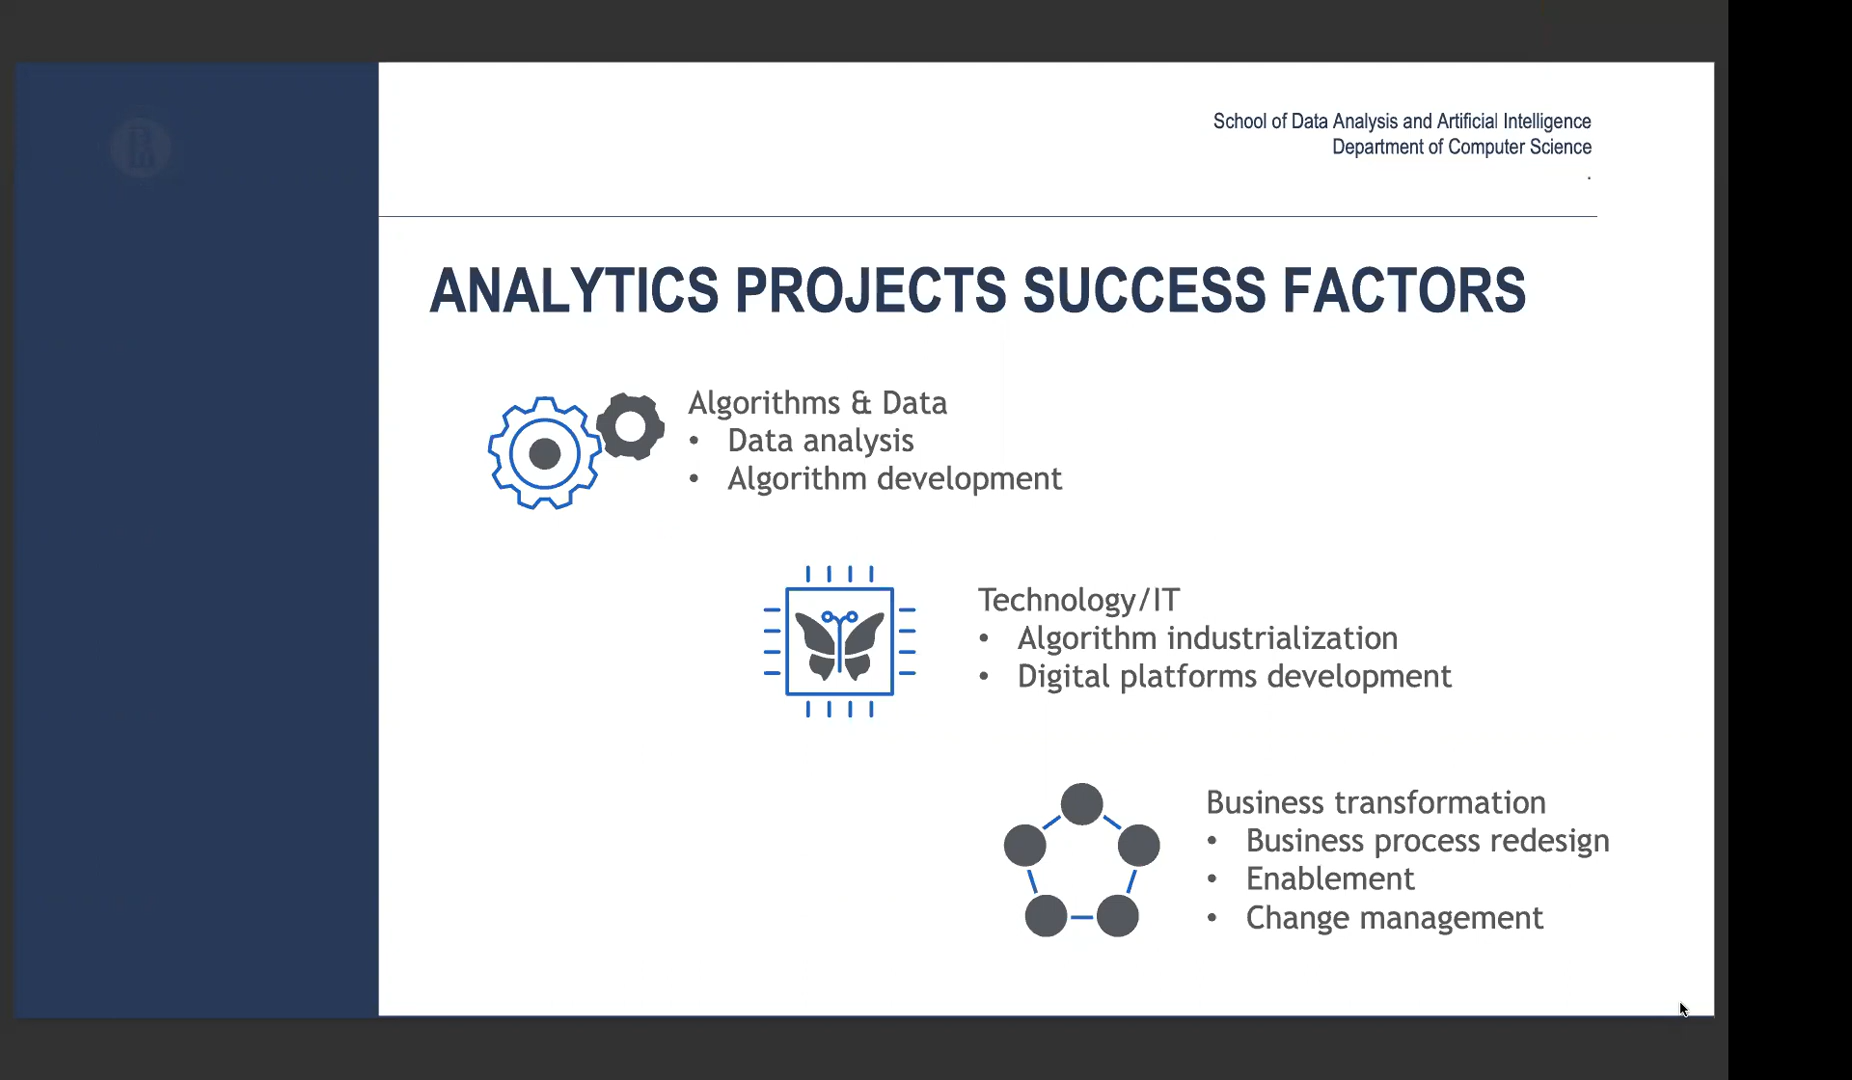 School of Data Analysis and Artificial Intelligence
Department of Computer Science
.
ANALYTICS PROJECTS SUCCESS FACTORS
Algorithms & Data
• Data analysis
• Algorithm development
Technology/IT
• Algorithm industrialization
• Digital platforms development
Business transformation
• Business process redesign
• Enablement
• Change management